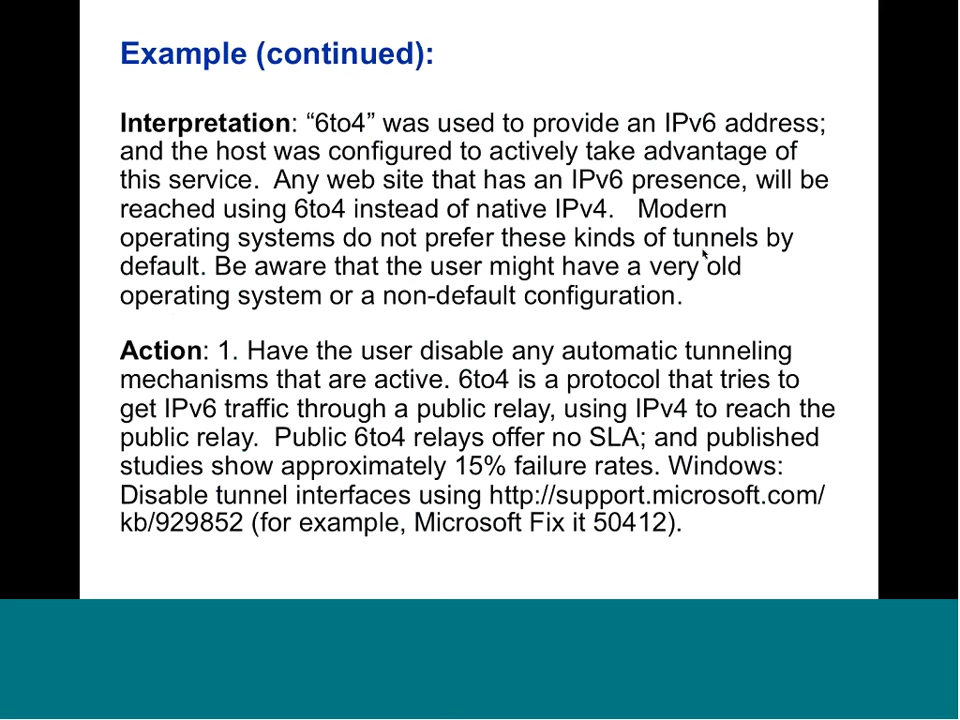 Example (continued):
Interpretation: “6to4” was used to provide an IPv6 address;
and the host was configured to actively take advantage of
this service.  Any web site that has an IPv6 presence, will be
reached using 6to4 instead of native IPv4.   Modern
operating systems do not prefer these kinds of tunnels by
default. Be aware that the user might have a very old
operating system or a non-default configuration.
Action: 1. Have the user disable any automatic tunneling
mechanisms that are active. 6to4 is a protocol that tries to
get IPv6 traffic through a public relay, using IPv4 to reach the
public relay.  Public 6to4 relays offer no SLA; and published
studies show approximately 15% failure rates. Windows:
Disable tunnel interfaces using http://support.microsoft.com/
kb/929852 (for example, Microsoft Fix it 50412).